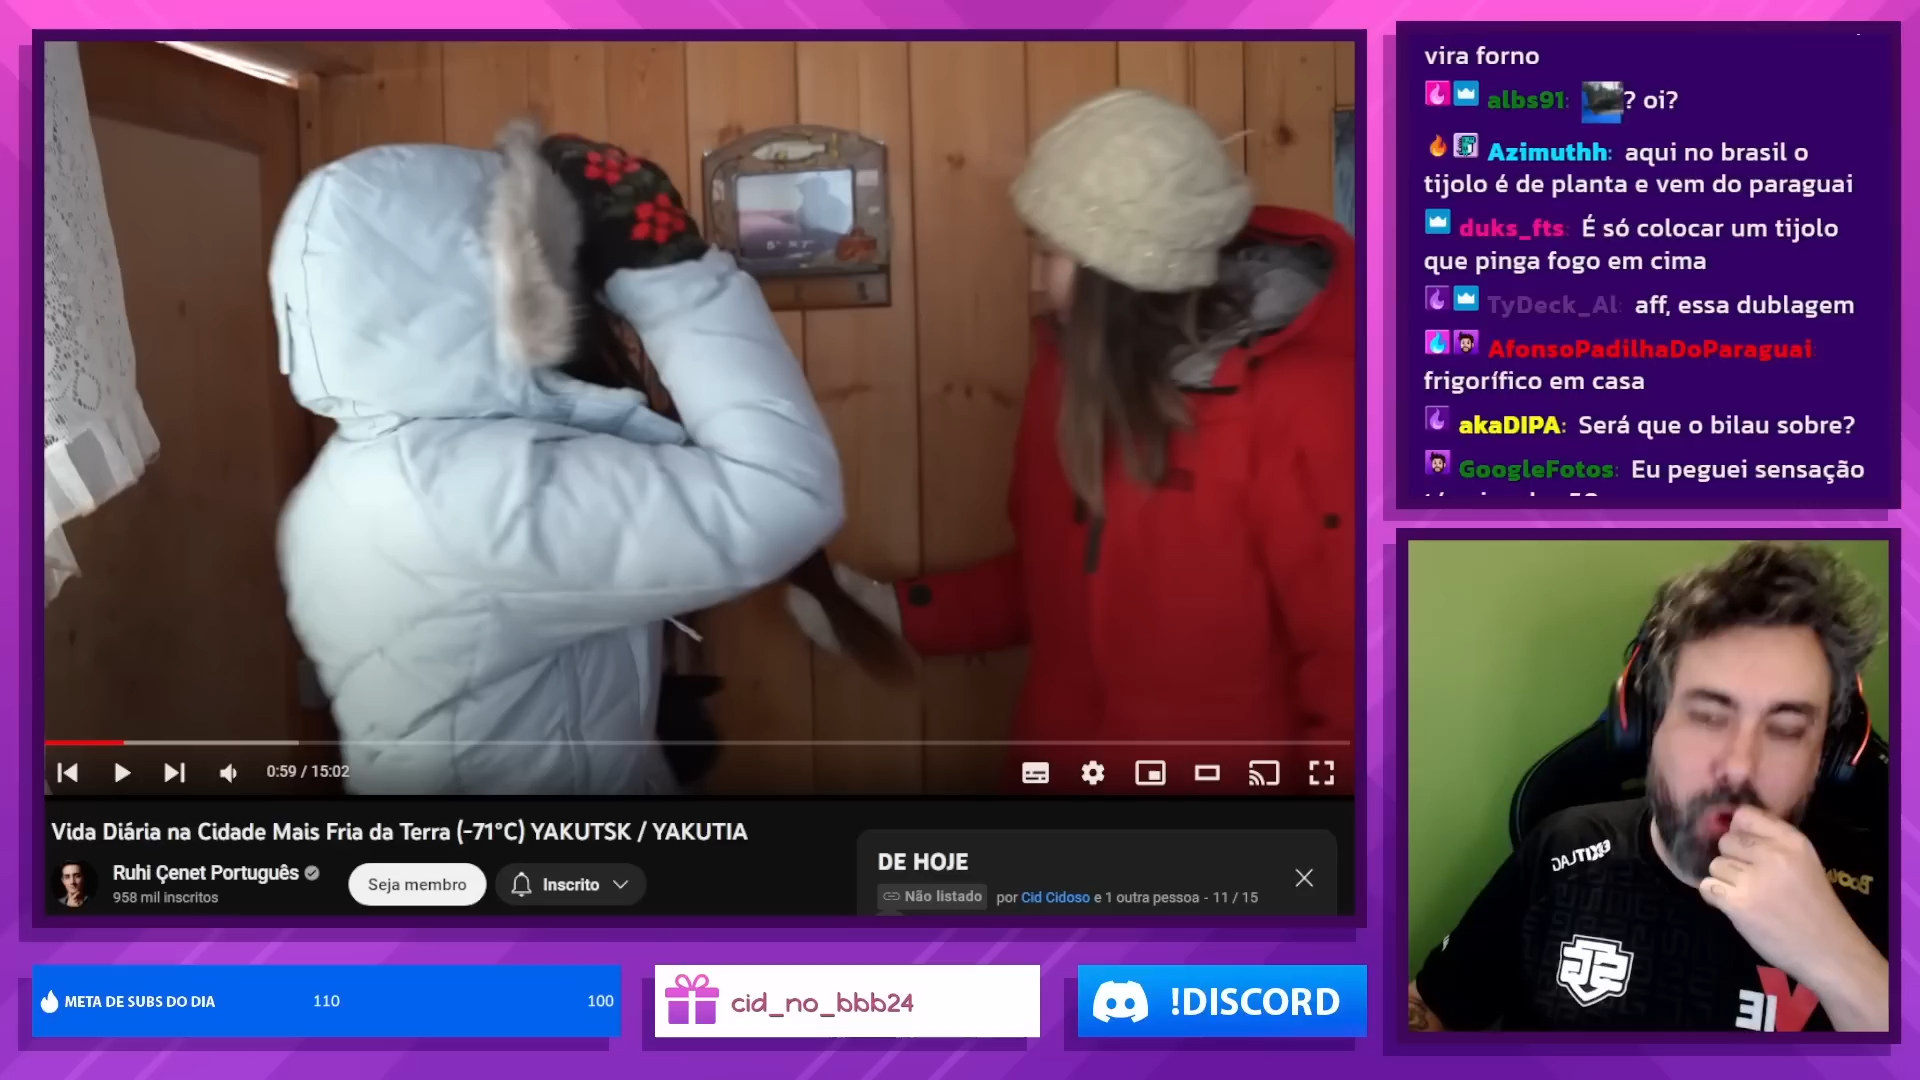 vira forno
albs91: ? oi?
Azimuthh: aqui no brasil o
tijolo é de planta e vem do paraguai
duks_fts: É só colocar um tijolo
que pinga fogo em cima
TyDeck_Al: aff, essa dublagem
AfonsoPadilhaDoParaguai:
frigorífico em casa
akaDIPA: Será que o bilau sobre?
GoogleFotos: Eu peguei sensação
0:59 / 15:02
Vida Diária na Cidade Mais Fria da Terra (-71°C) YAKUTSK / YAKUTIA
Ruhi Çenet Português
958 mil inscritos
Seja membro
Inscrito
DE HOJE
Não listado por Cid Cidoso e 1 outra pessoa - 11 / 15
META DE SUBS DO DIA 110 100
cid_no_bbb24
!DISCORD